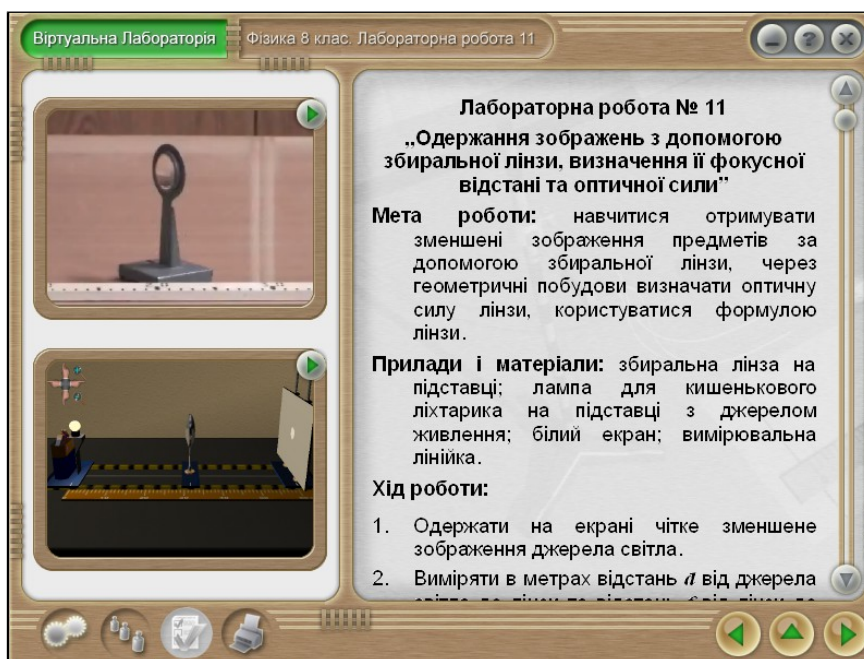 Віртуальна Лабораторія
Фізика 8 клас. Лабораторна робота 11
Лабораторна робота № 11
„Одержання зображень з допомогою
збиральної лінзи, визначення її фокусної
відстані та оптичної сили”
Мета роботи: навчитися отримувати
зменшені зображення предметів за
допомогою збиральної лінзи, через
геометричні побудови визначати оптичну
силу лінзи, користуватися формулою
лінзи.
Прилади і матеріали: збиральна лінза на
підставці; лампа для кишенькового
ліхтарика на підставці з джерелом
живлення; білий екран; вимірювальна
лінійка.
Хід роботи:
1. Одержати на екрані чітке зменшене
зображення джерела світла.
2. Виміряти в метрах відстань d від джерела